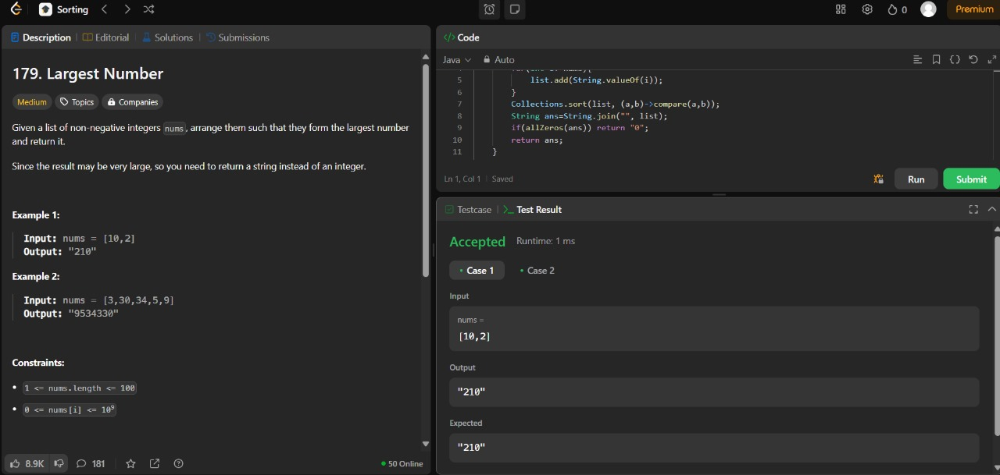 Sorting
0
Premium
Description
Editorial
Solutions
Submissions
179. Largest Number
Medium
Topics
Companies
Given a list of non-negative integers nums, arrange them such that they form the largest number
and return it.
Since the result may be very large, so you need to return a string instead of an integer.
Example 1:
Input: nums = [10,2]
Output: "210"
Example 2:
Input: nums = [3,30,34,5,9]
Output: "9534330"
Constraints:
• 1 <= nums.length <= 100
• 0 <= nums[i] <= 10⁹
8.9K
181
50 Online
</> Code
Java
Auto
5 list.add(String.valueOf(i));
6 }
7 Collections.sort(list, (a,b)->compare(a,b));
8 String ans=String.join("", list);
9 if(allZeros(ans)) return "0";
10 return ans;
11 }
Ln 1, Col 1 | Saved
Run
Submit
Testcase
Test Result
Accepted Runtime: 1 ms
• Case 1
• Case 2
Input
nums =
[10,2]
Output
"210"
Expected
"210"